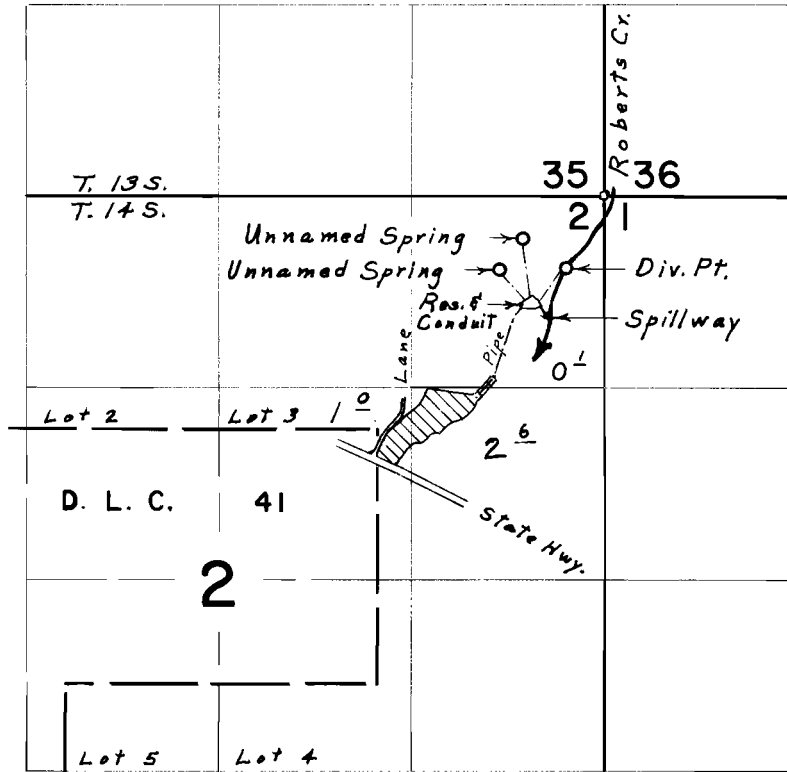 Roberts Cr.
35 36
T. 13 S.
T. 14 S.
2 1
Unnamed Spring
Unnamed Spring
Div. Pt.
Res. &
Conduit
Spillway
Pipe
Lane
0 1
Lot 2
Lot 3
1 0
2 6
D. L. C. 41
State Hwy.
2
Lot 5
Lot 4